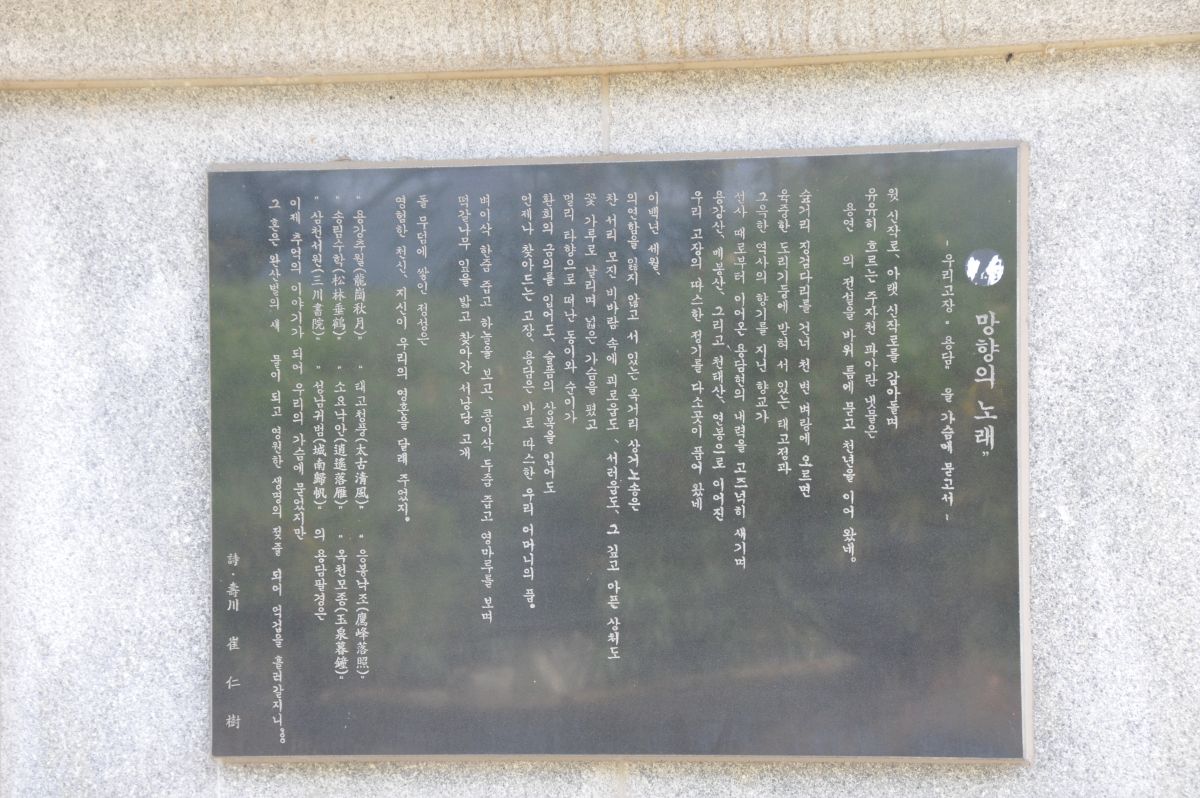 망향의 노래"
-우리고장 "용담" 을 가슴에 묻고서-
윗 신작로, 아랫 신작로를 감아돌며
유유히 흐르는 주자천 파아란 냇물은
용연 의 전설을 바위 틈에 묻고 천년을 이어 왔네.
숲거리 징검다리를 건너 천 변 벼랑에 오르면
육중한 도리기둥에 받혀 서 있는 태고정과
그윽한 역사의 향기를 지닌 향교가
선사 때로부터 이어온 용담현의 내력을 고즈넉히 새기며
용강산, 매봉산, 그리고 천태산, 연봉으로 이어진
우리 고장의 따스한 정기를 다소곳이 품어 왔네
이백년 세월,
의연함을 잃지 않고 서 있는 옥거리 상거노송은
찬 서리 모진 비바람 속에 괴로움도, 서러움도, 그 깊고 아픈 상처도
꽃 가루로 날리며 넓은 가슴을 폈고
멀리 타향으로 떠난 동이와 순이가
환희의 금의를 입어도, 슬픔의 상복을 입어도
언제나 찾아드는 고장, 용담은 바로 따스한 우리 어머니의 품.
벼이삭 한줌 줍고 하늘을 보고, 콩이삭 두줌 줍고 영마루를 보며
떡갈나무 잎을 밟고 찾아간 서낭당 고개
돌 무덤에 쌓인 정성은
영험한 천신, 지신이 우리의 영혼을 달래 주었지.
"용강추월(龍崗秋月)" "태고청풍(太古淸風)" "응봉낙조(鷹峰落照)"
"송림수학(松林垂鶴)" "소요낙안(逍遙落雁)" "옥천모종(玉泉暮鐘)"
"삼천서원(三川書院)" "성남귀범(城南歸帆)" 의 용담팔경은
이제 추억의 이야기가 되어 우리의 가슴에 묻었지만
그 혼은 완산벌의 새 물이 되고 영원한 생명의 젖줄 되어 억겁을 흘러갈지니.
詩·壽川 崔仁樹